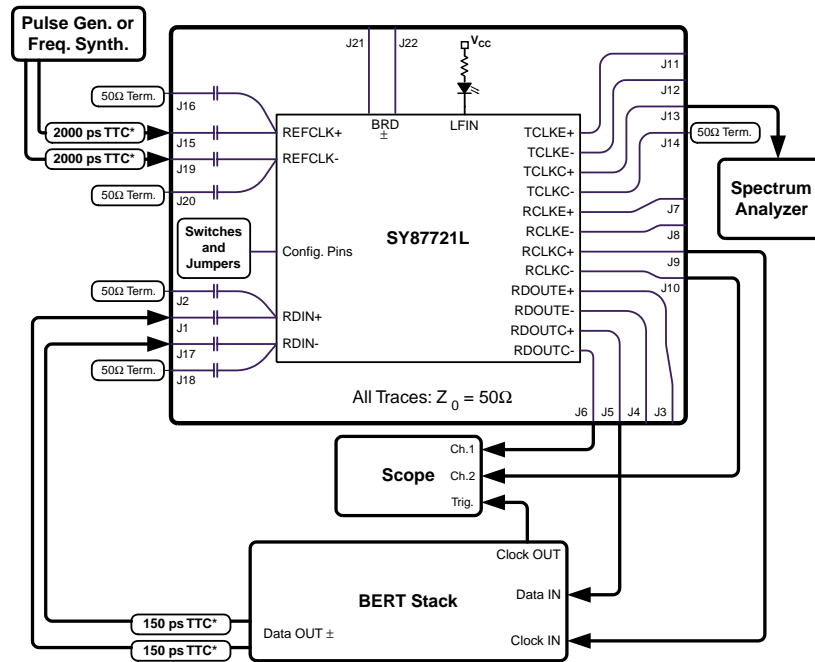 Pulse Gen. or
Freq. Synth.
J21
J22
VCC
J11
J12
J13
J14
50Ω Term.
J16
2000 ps TTC*
J15
REFCLK+
2000 ps TTC*
J19
REFCLK-
50Ω Term.
J20
BRD
±
LFIN
TCLKE+
TCLKE-
TCLKC+
TCLKC-
RCLKE+
RCLKE-
RCLKC+
RCLKC-
RDOUTE+
RDOUTE-
RDOUTC+
RDOUTC-
50Ω Term.
Spectrum
Analyzer
J7
J8
J9
J10
SY87721L
Switches
and
Jumpers
Config. Pins
50Ω Term.
J2
J1
RDIN+
J17
RDIN-
50Ω Term.
J18
All Traces: Z 0 = 50Ω
J6
J5
J4
J3
Scope
Ch.1
Ch.2
Trig.
Clock OUT
BERT Stack
Data IN
Data OUT ±
Clock IN
150 ps TTC*
150 ps TTC*